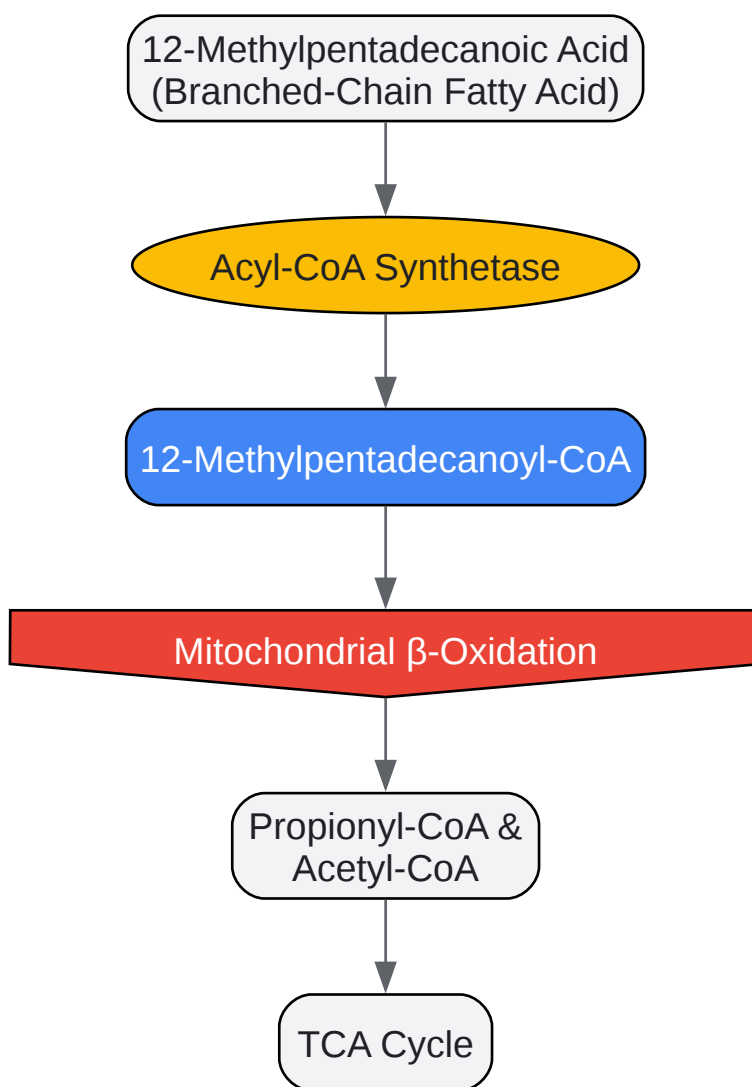 12-Methylpentadecanoic Acid
(Branched-Chain Fatty Acid)
Acyl-CoA Synthetase
12-Methylpentadecanoyl-CoA
Mitochondrial β-Oxidation
Propionyl-CoA &
Acetyl-CoA
TCA Cycle